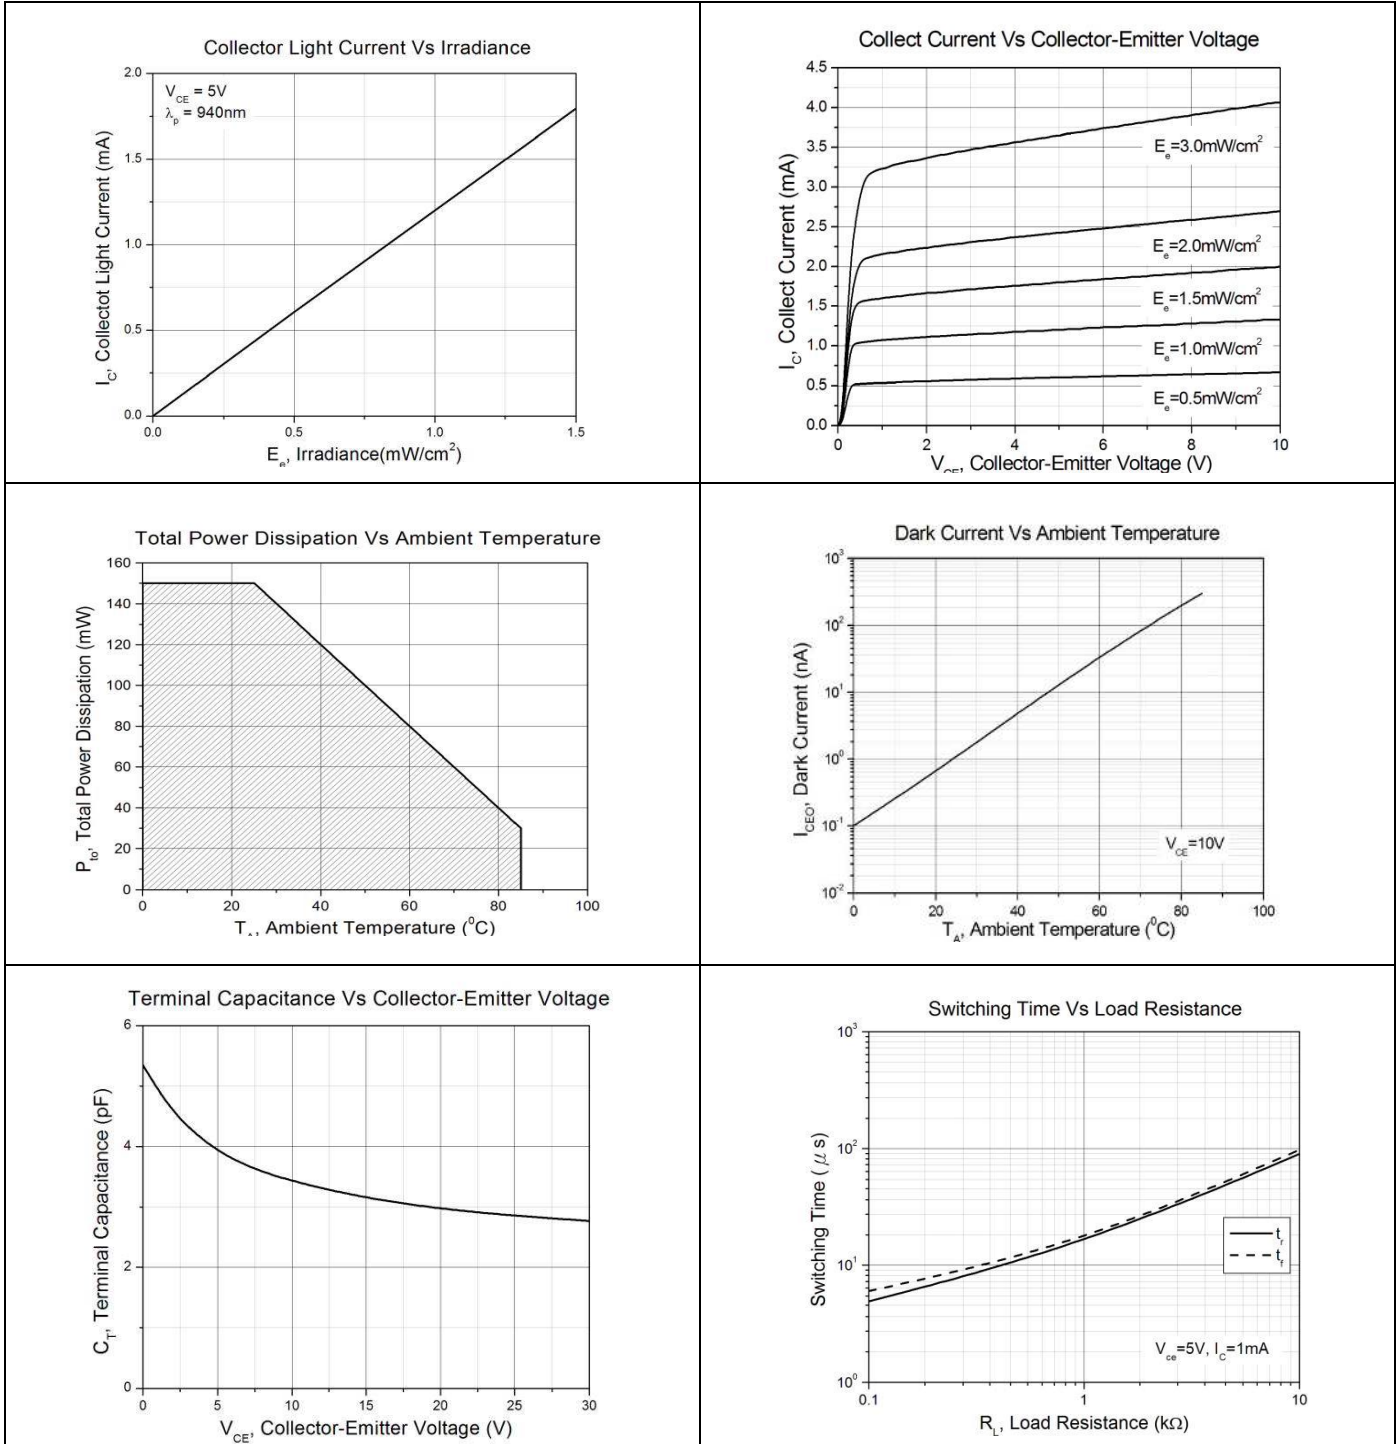 Collector Light Current Vs Irradiance
2.0
1.5
1.0
0.5
0.0
I_C, Collectot Light Current (mA)
V_CE = 5V
λ_p = 940nm
0.0 0.5 1.0 1.5
E_e, Irradiance(mW/cm²)
Collect Current Vs Collector-Emitter Voltage
4.5
4.0
3.5
3.0
2.5
2.0
1.5
1.0
0.5
0.0
I_C, Collect Current (mA)
E_e=3.0mW/cm²
E_e=2.0mW/cm²
E_e=1.5mW/cm²
E_e=1.0mW/cm²
E_e=0.5mW/cm²
0 2 4 6 8 10
V_CE, Collector-Emitter Voltage (V)
Total Power Dissipation Vs Ambient Temperature
160
140
120
100
80
60
40
20
0
P_to, Total Power Dissipation (mW)
0 20 40 60 80 100
T_A, Ambient Temperature (⁰C)
Dark Current Vs Ambient Temperature
10³
10²
10¹
10⁰
10⁻¹
10⁻²
I_CEO, Dark Current (nA)
V_CE=10V
0 20 40 60 80 100
T_A, Ambient Temperature (⁰C)
Terminal Capacitance Vs Collector-Emitter Voltage
6
4
2
0
C_T, Terminal Capacitance (pF)
0 5 10 15 20 25 30
V_CE, Collector-Emitter Voltage (V)
Switching Time Vs Load Resistance
10³
10²
10¹
10⁰
Switching Time (μs)
t_r
t_f
V_ce=5V, I_C=1mA
0.1 1 10
R_L, Load Resistance (kΩ)